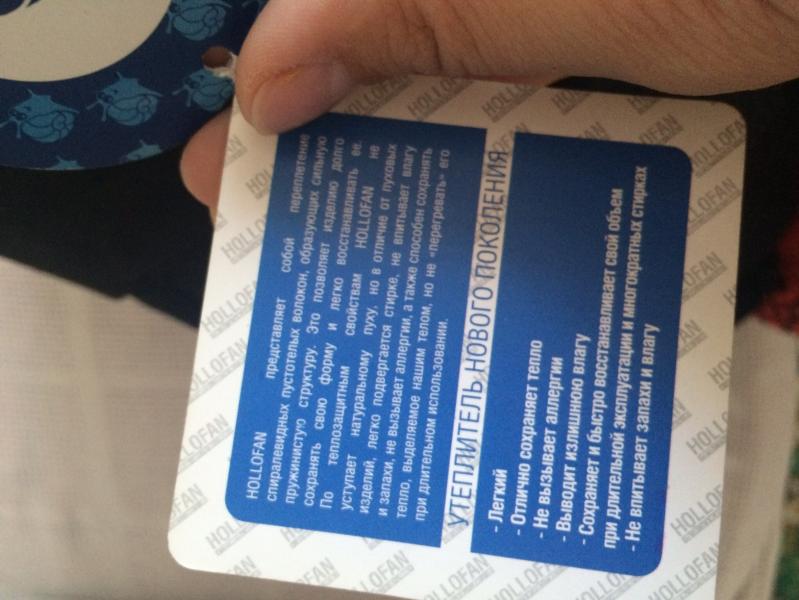 HOLLOFAN представляет собой переплетение
спиралевидных пустотелых волокон, образующих сильную
пружинистую структуру. Это позволяет изделию долго
сохранять свою форму и легко восстанавливать ее.
По теплозащитным свойствам HOLLOFAN не
уступает натуральному пуху, но в отличие от пуховых
изделий, легко подвергается стирке, не впитывает влагу
и запахи, не вызывает аллергии, а также способен сохранять
тепло, выделяемое нашим телом, но не «перегревать» его
при длительном использовании.
УТЕПЛИТЕЛЬ НОВОГО ПОКОЛЕНИЯ
- Легкий
- Отлично сохраняет тепло
- Не вызывает аллергии
- Выводит излишнюю влагу
- Сохраняет и быстро восстанавливает свой объем
при длительной эксплуатации и многократных стирках
- Не впитывает запахи и влагу